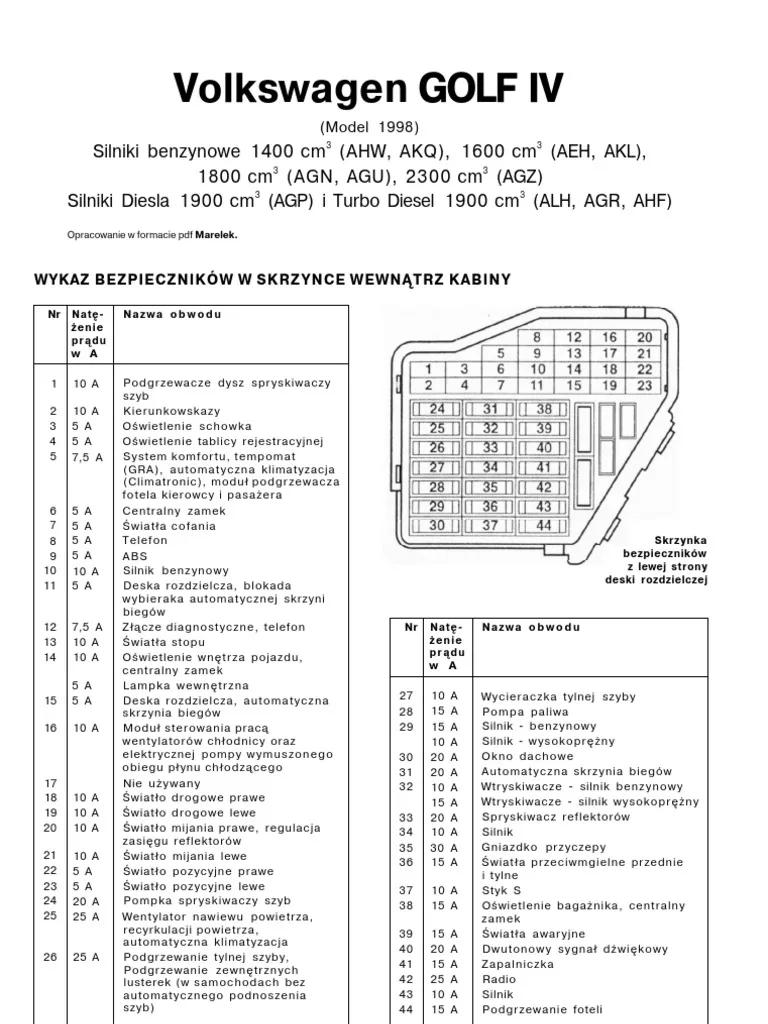 Volkswagen GOLF IV
(Model 1998)
Silniki benzynowe 1400 cm³ (AHW, AKQ), 1600 cm³ (AEH, AKL),
1800 cm³ (AGN, AGU), 2300 cm³ (AGZ)
Silniki Diesla 1900 cm³ (AGP) i Turbo Diesel 1900 cm³ (ALH, AGR, AHF)
Opracowanie w formacie pdf Marelek.
WYKAZ BEZPIECZNIKÓW W SKRZYNCE WEWNĄTRZ KABINY
Nr Natę- Nazwa obwodu
żenie
prądu
w A
1 10 A Podgrzewacze dysz spryskiwaczy
szyb
2 10 A Kierunkowskazy
3 5 A Oświetlenie schowka
4 5 A Oświetlenie tablicy rejestracyjnej
5 7,5 A System komfortu, tempomat
(GRA), automatyczna klimatyzacja
(Climatronic), moduł podgrzewacza
fotela kierowcy i pasażera
6 5 A Centralny zamek
7 5 A Światła cofania
8 5 A Telefon
9 5 A ABS
10 10 A Silnik benzynowy
11 5 A Deska rozdzielcza, blokada
wybieraka automatycznej skrzyni
biegów
12 7,5 A Złącze diagnostyczne, telefon
13 10 A Światła stopu
14 10 A Oświetlenie wnętrza pojazdu,
centralny zamek
5 A Lampka wewnętrzna
15 5 A Deska rozdzielcza, automatyczna
skrzynia biegów
16 10 A Moduł sterowania pracą
wentylatorów chłodnicy oraz
elektrycznej pompy wymuszonego
obiegu płynu chłodzącego
17 Nie używany
18 10 A Światło drogowe prawe
19 10 A Światło drogowe lewe
20 10 A Światło mijania prawe, regulacja
zasięgu reflektorów
21 10 A Światło mijania lewe
22 5 A Światło pozycyjne prawe
23 5 A Światło pozycyjne lewe
24 20 A Pompka spryskiwaczy szyb
25 25 A Wentylator nawiewu powietrza,
recyrkulacji powietrza,
automatyczna klimatyzacja
26 25 A Podgrzewanie tylnej szyby,
Podgrzewanie zewnętrznych
lusterek (w samochodach bez
automatycznego podnoszenia
szyb)
8 12 16 20
5 9 13 17 21
1 3 6 10 14 18 22
2 4 7 11 15 19 23
24 31 38
25 32 39
26 33 40
27 34 41
28 35 42
29 36 43
30 37 44
Skrzynka
bezpieczników
z lewej strony
deski rozdzielczej
Nr Natę- Nazwa obwodu
żenie
prądu
w A
27 10 A Wycieraczka tylnej szyby
28 15 A Pompa paliwa
29 15 A Silnik - benzynowy
10 A Silnik - wysokoprężny
30 20 A Okno dachowe
31 20 A Automatyczna skrzynia biegów
32 10 A Wtryskiwacze - silnik benzynowy
15 A Wtryskiwacze - silnik wysokoprężny
33 20 A Spryskiwacz reflektorów
34 10 A Silnik
35 30 A Gniazdko przyczepy
36 15 A Światła przeciwmgielne przednie
i tylne
37 10 A Styk S
38 15 A Oświetlenie bagażnika, centralny
zamek
39 15 A Światła awaryjne
40 20 A Dwutonowy sygnał dźwiękowy
41 15 A Zapalniczka
42 25 A Radio
43 10 A Silnik
44 15 A Podgrzewanie foteli